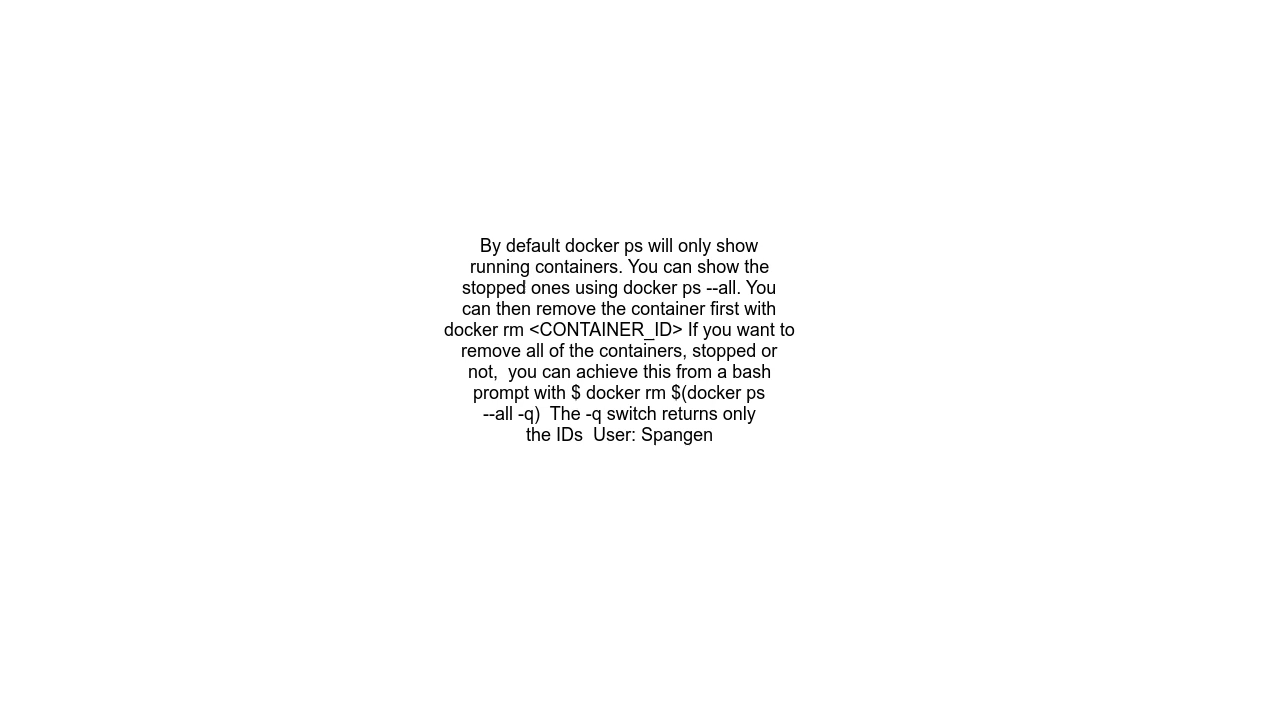 By default docker ps will only show
running containers. You can show the
stopped ones using docker ps --all. You
can then remove the container first with
docker rm <CONTAINER_ID> If you want to
remove all of the containers, stopped or
not,  you can achieve this from a bash
prompt with $ docker rm $(docker ps
--all -q)  The -q switch returns only
the IDs  User: Spangen